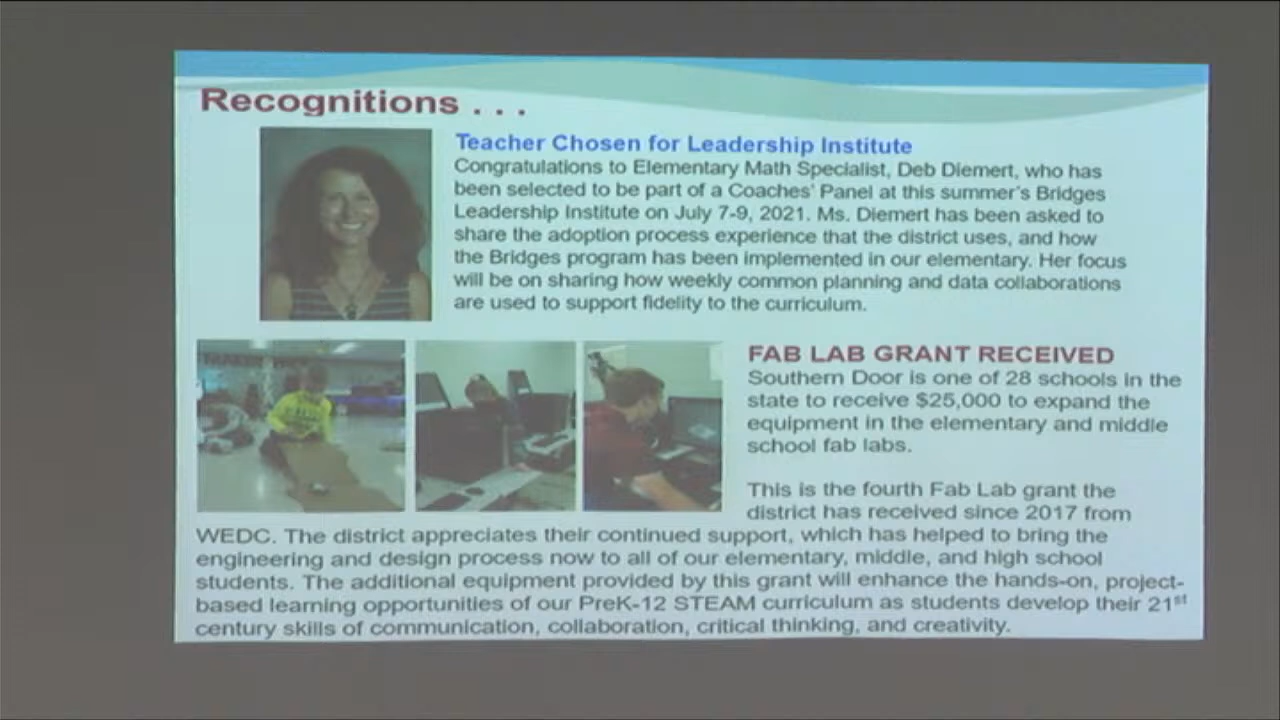 Recognitions . . .
Teacher Chosen for Leadership Institute
Congratulations to Elementary Math Specialist, Deb Diemert, who has
been selected to be part of a Coaches' Panel at this summer's Bridges
Leadership Institute on July 7-9, 2021. Ms. Diemert has been asked to
share the adoption process experience that the district uses, and how
the Bridges program has been implemented in our elementary. Her focus
will be on sharing how weekly common planning and data collaborations
are used to support fidelity to the curriculum.
FAB LAB GRANT RECEIVED
Southern Door is one of 28 schools in the
state to receive $25,000 to expand the
equipment in the elementary and middle
school fab labs.
This is the fourth Fab Lab grant the
district has received since 2017 from
WEDC. The district appreciates their continued support, which has helped to bring the
engineering and design process now to all of our elementary, middle, and high school
students. The additional equipment provided by this grant will enhance the hands-on, project-
based learning opportunities of our PreK-12 STEAM curriculum as students develop their 21st
century skills of communication, collaboration, critical thinking, and creativity.